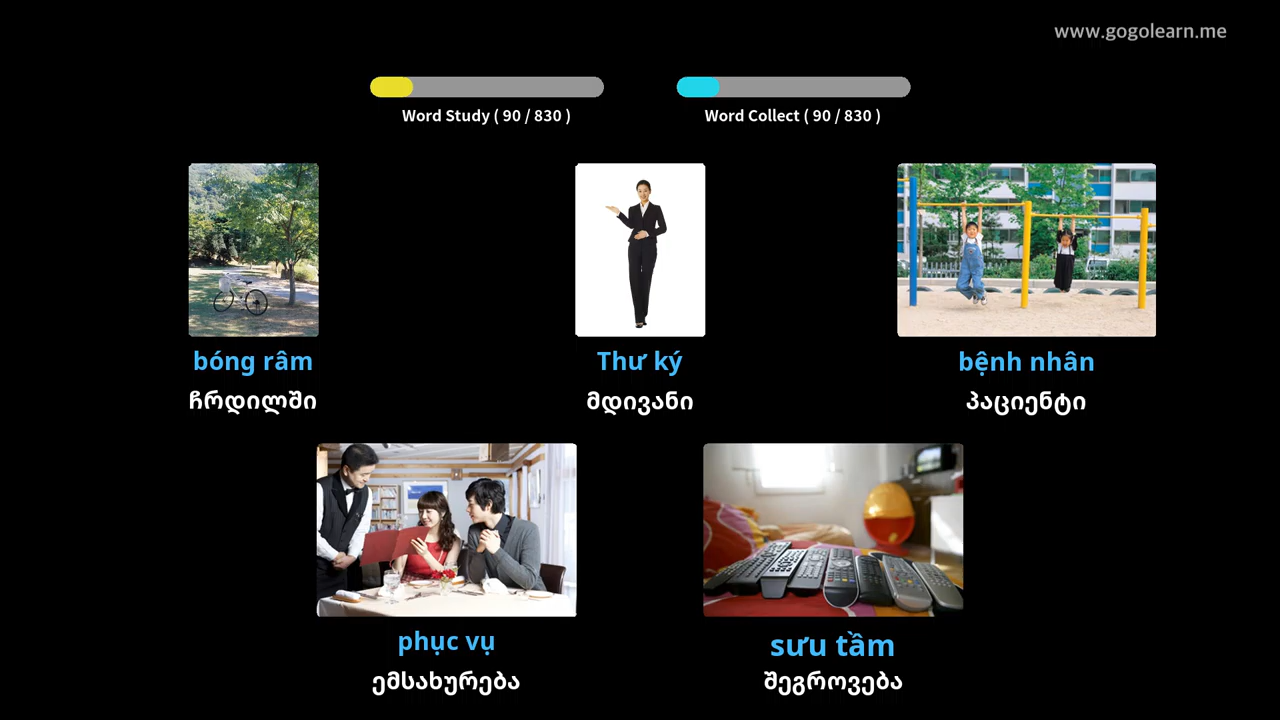 www.gogolearn.me
Word Study ( 90 / 830 )
Word Collect ( 90 / 830 )
bóng râm
ჩრდილში
Thư ký
მდივანი
bệnh nhân
პაციენტი
phục vụ
ემსახურება
sưu tầm
შეგროვება